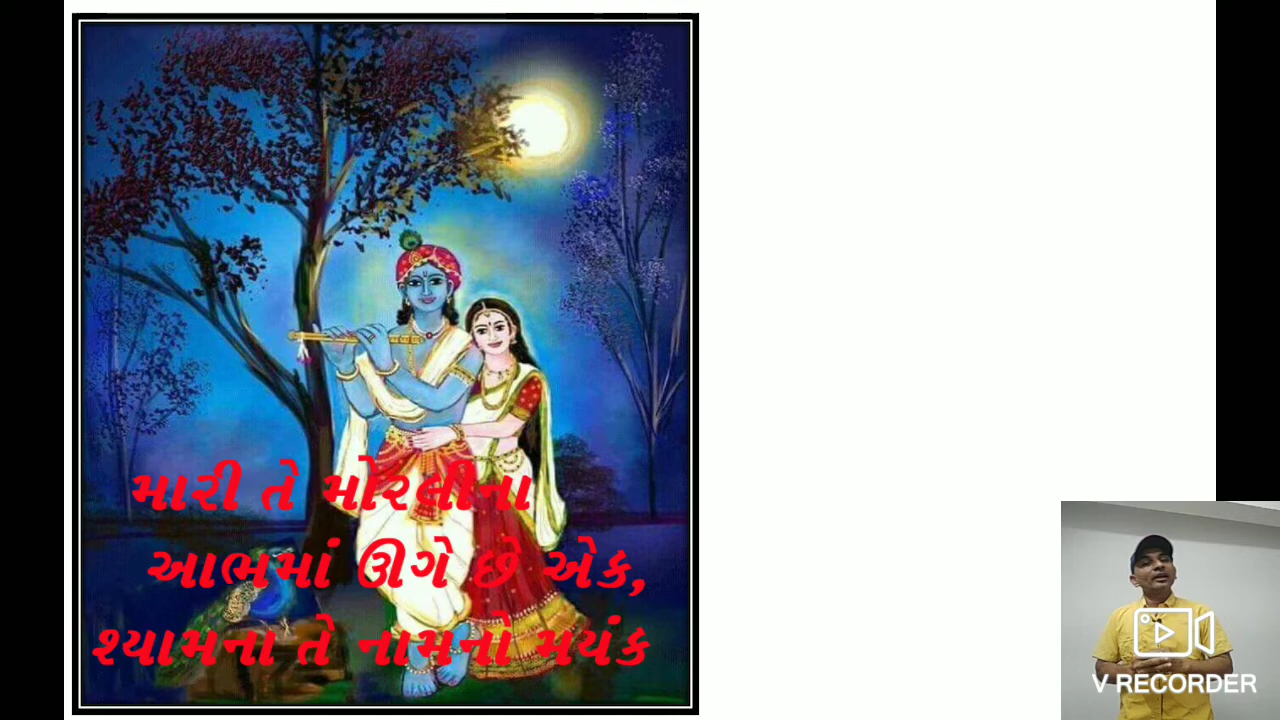 મારી તે મોરલીના
આભમાં ઊગે છે એક,
શ્યામના તે નામનો મયંક
V RECORDER